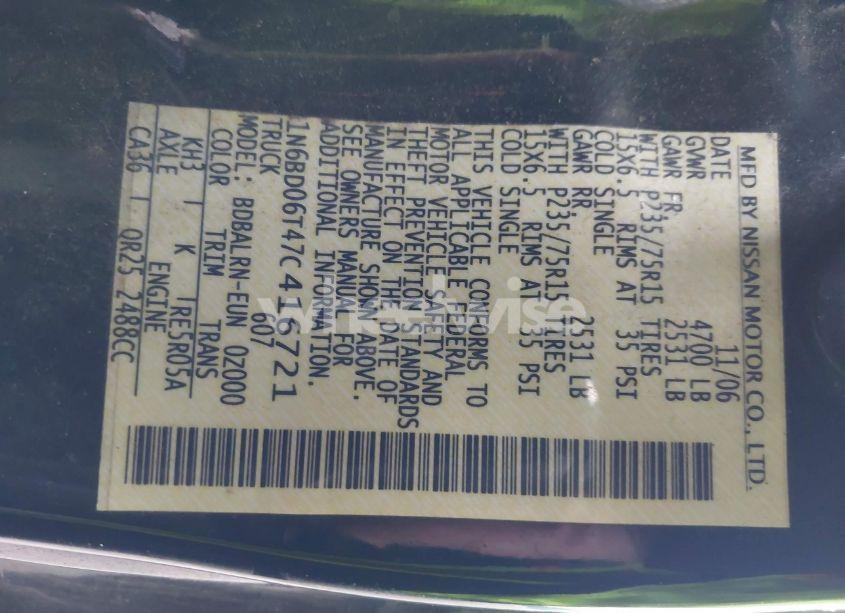 MFD BY NISSAN MOTOR CO., LTD.
DATE 11/06
GVWR 4700 LB
GAWR FR. 2531 LB
WITH P235/75R15 TIRES
15X6.5 RIMS AT 35 PSI
COLD SINGLE
GAWR RR. 2531 LB
WITH P235/75R15 TIRES
15X6.5 RIMS AT 35 PSI
COLD SINGLE
THIS VEHICLE CONFORMS TO
ALL APPLICABLE FEDERAL
MOTOR VEHICLE SAFETY AND
THEFT PREVENTION STANDARDS
IN EFFECT ON THE DATE OF
MANUFACTURE SHOWN ABOVE.
SEE OWNERS MANUAL FOR
ADDITIONAL INFORMATION.
1N6BD06T47C416721
TRUCK 607
MODEL: BDBALRN-EUN 0Z000
COLOR TRIM TRANS
KH3 | K |RE5R05A
AXLE ENGINE
CA36 | QR25 2488CC
wheelwise